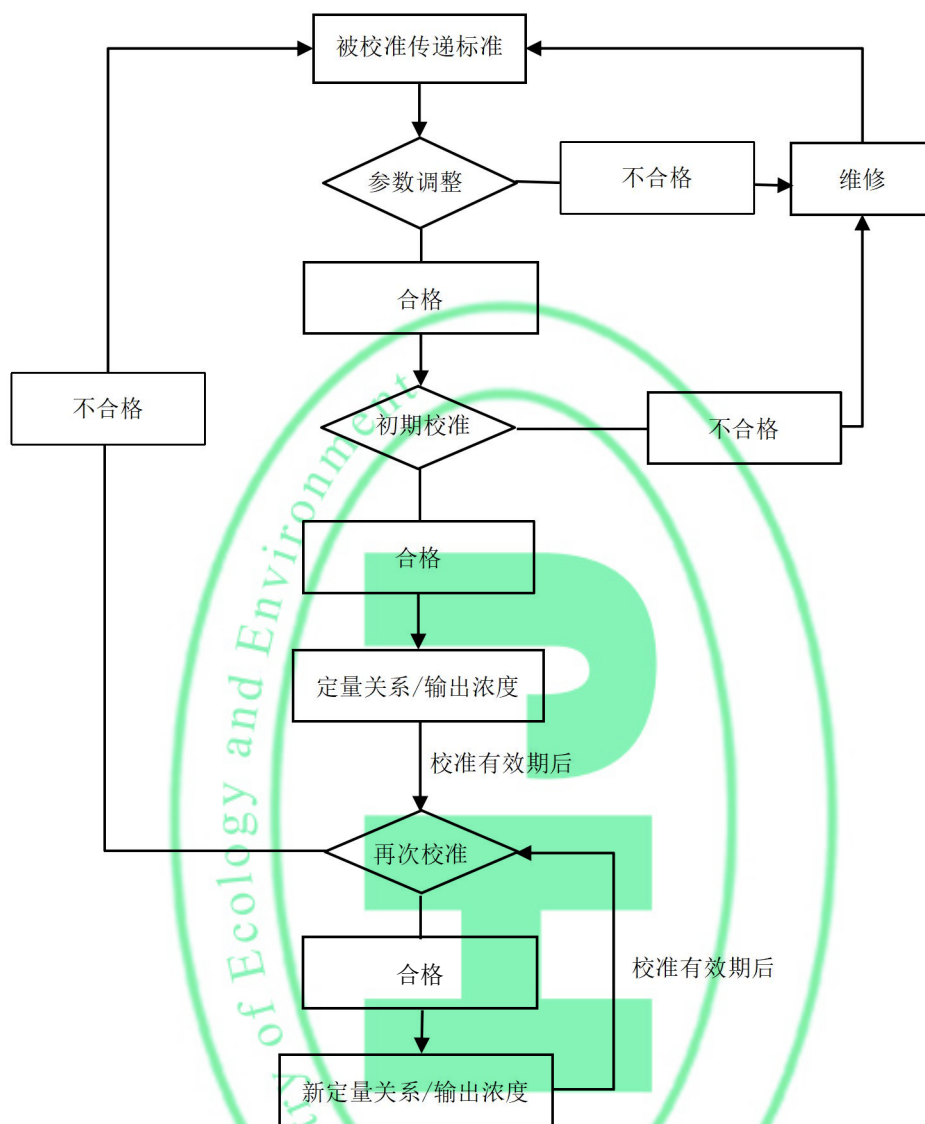 被校准传递标准
参数调整
不合格
维修
合格
不合格
初期校准
不合格
合格
定量关系/输出浓度
校准有效期后
再次校准
合格
校准有效期后
新定量关系/输出浓度
of Ecology and Environment